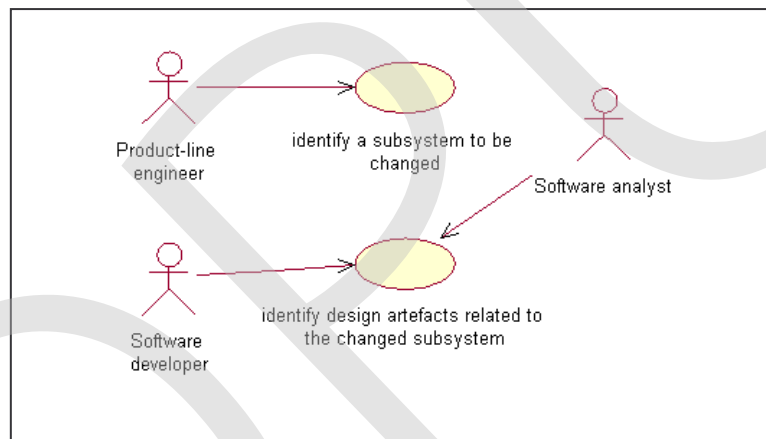 Product-line
engineer
identify a subsystem to be
changed
Software analyst
Software
developer
identify design artefacts related to
the changed subsystem